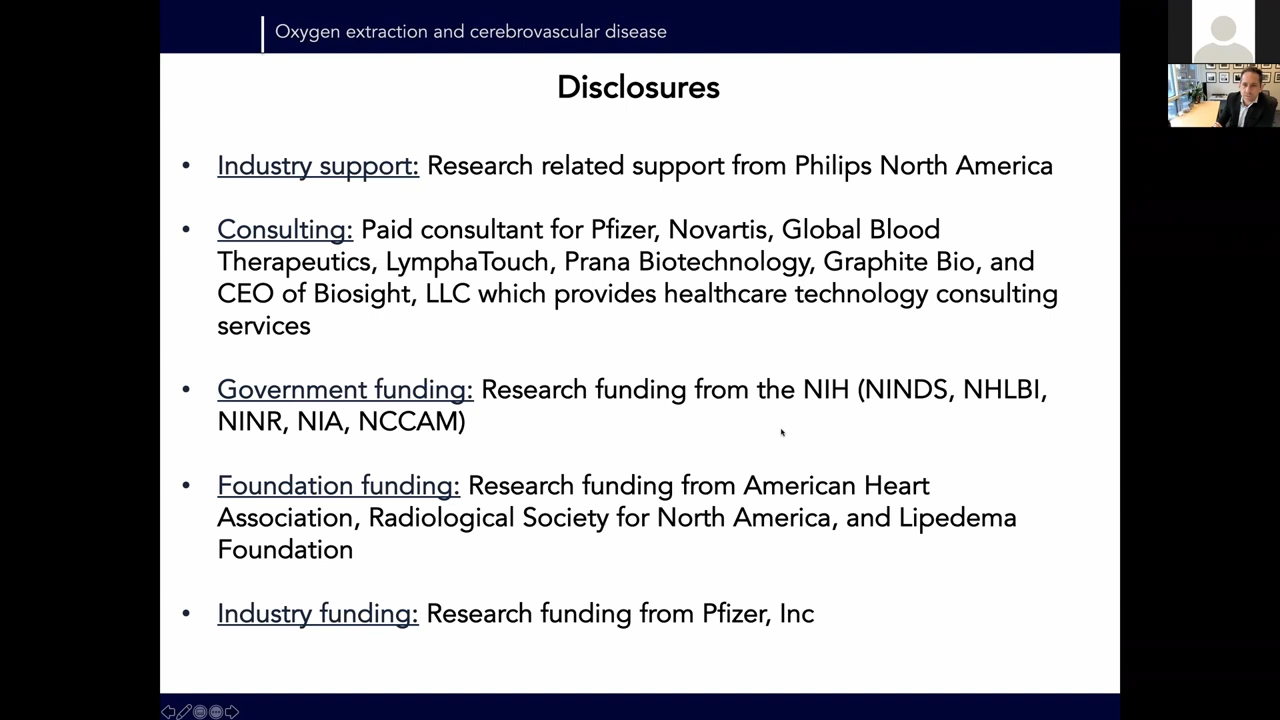 Oxygen extraction and cerebrovascular disease
Disclosures
• Industry support: Research related support from Philips North America
• Consulting: Paid consultant for Pfizer, Novartis, Global Blood
Therapeutics, LymphaTouch, Prana Biotechnology, Graphite Bio, and
CEO of Biosight, LLC which provides healthcare technology consulting
services
• Government funding: Research funding from the NIH (NINDS, NHLBI,
NINR, NIA, NCCAM)
• Foundation funding: Research funding from American Heart
Association, Radiological Society for North America, and Lipedema
Foundation
• Industry funding: Research funding from Pfizer, Inc